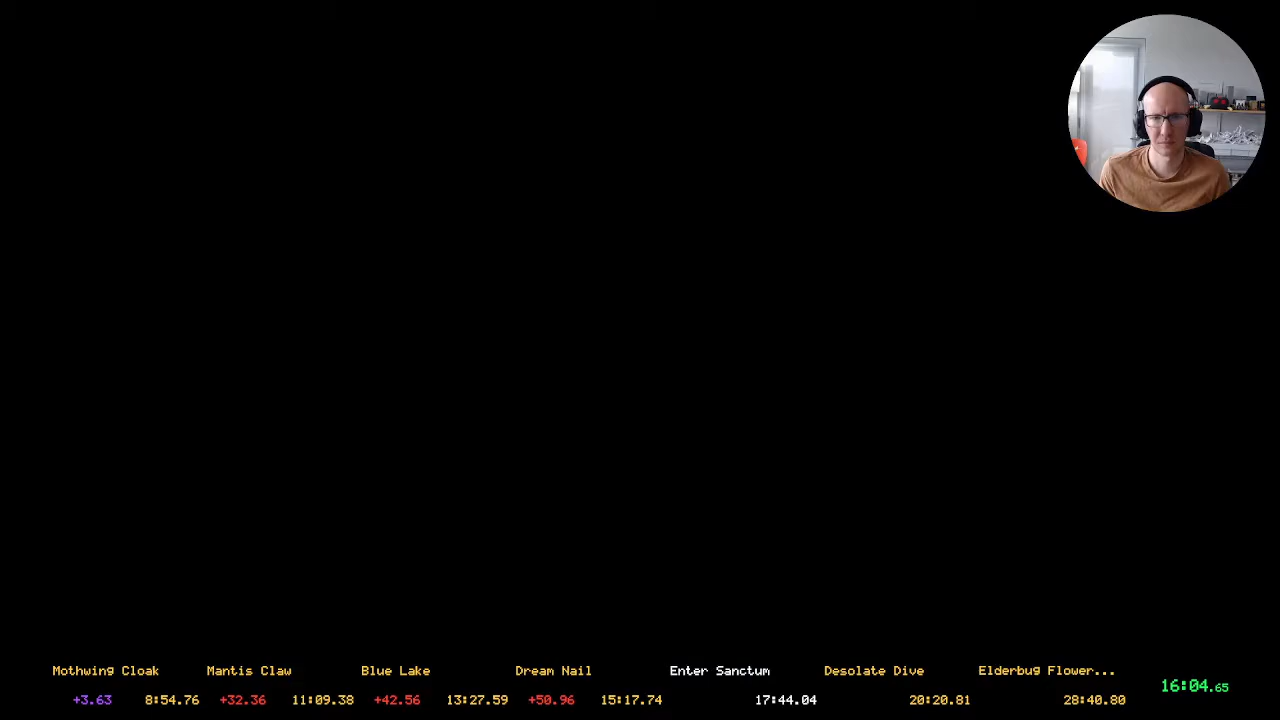 Mothwing Cloak Mantis Claw Blue Lake Dream Nail Enter Sanctum Desolate Dive Elderbug Flower...
+3.63 8:54.76 +32.36 11:09.38 +42.56 13:27.59 +50.96 15:17.74 17:44.04 20:20.81 28:40.80 16:04.65